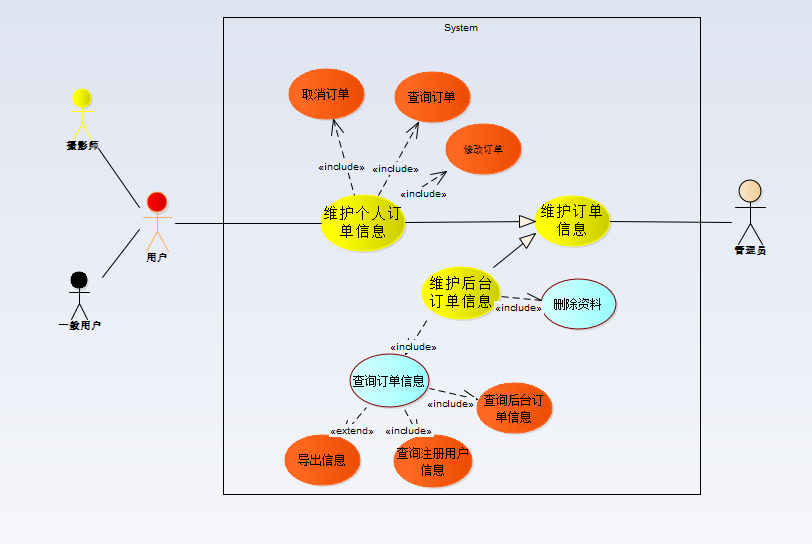 System
取消订单
查询订单
修改订单
«include»
«include»
«include»
摄影师
用户
一般用户
维护个人订
单信息
维护订单
信息
管理员
维护后台
订单信息
«include»
删除资料
«include»
查询订单信息
«include»
查询后台订
单信息
«extend»
«include»
导出信息
查询注册用户
信息